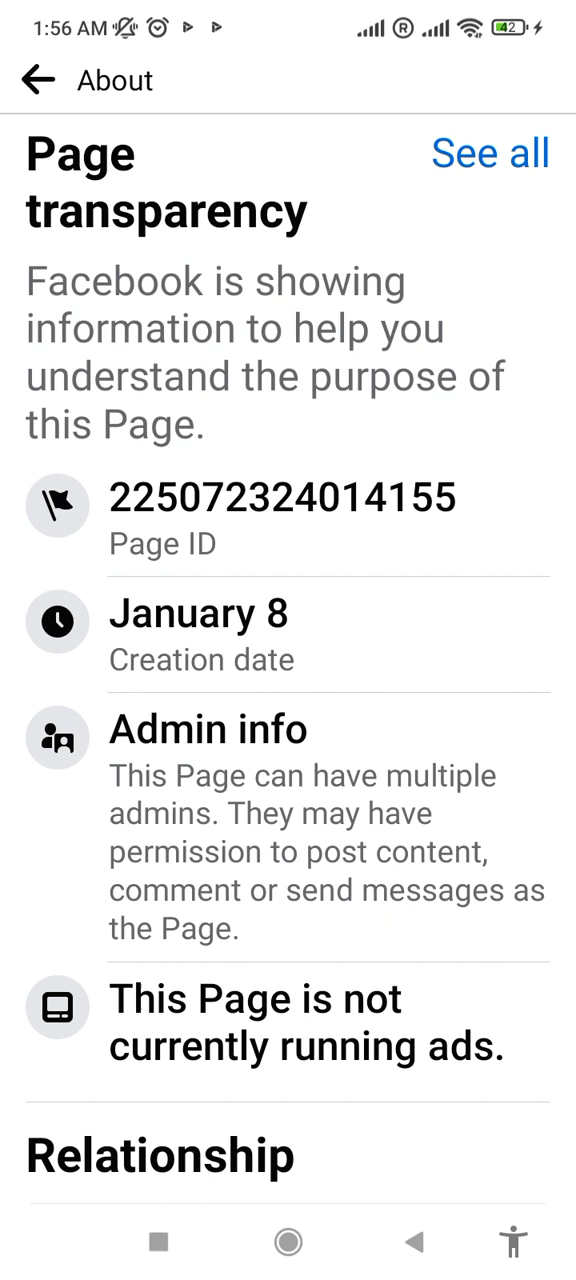 1:56 AM
R
42
About
Page
transparency
See all
Facebook is showing
information to help you
understand the purpose of
this Page.
225072324014155
Page ID
January 8
Creation date
Admin info
This Page can have multiple
admins. They may have
permission to post content,
comment or send messages as
the Page.
This Page is not
currently running ads.
Relationship